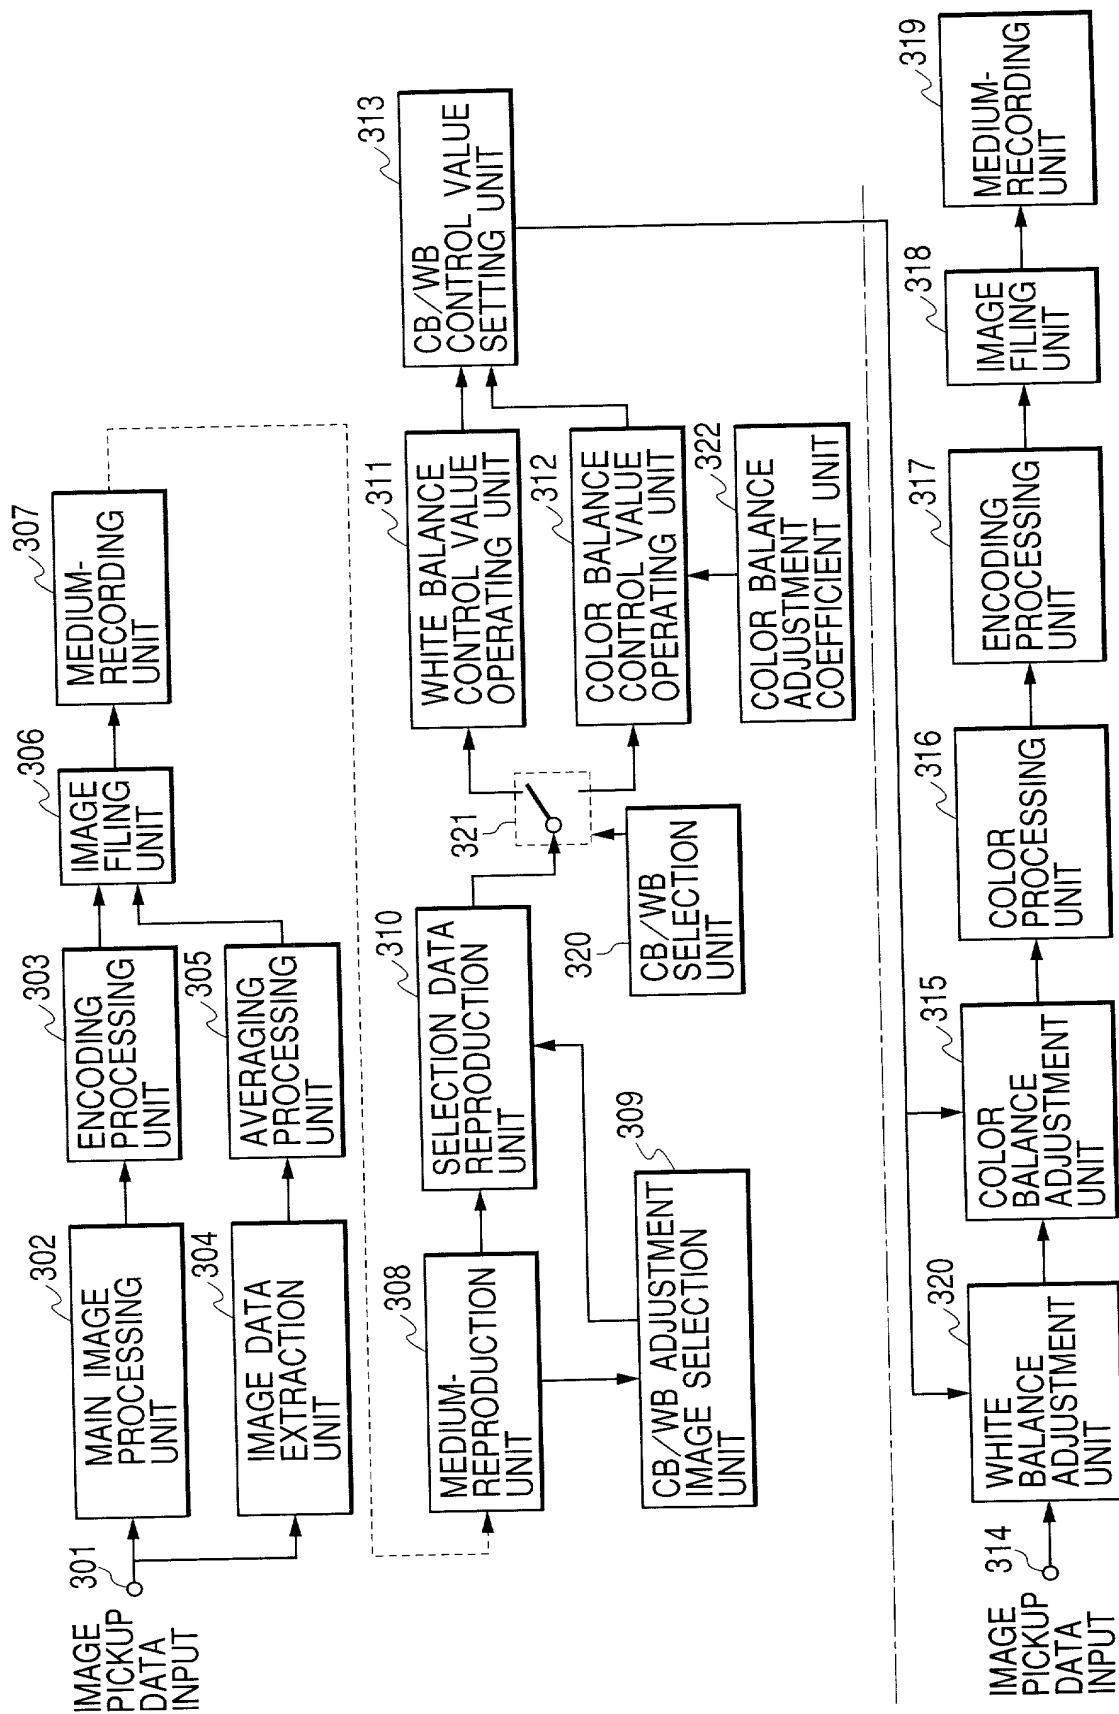 IMAGE
PICKUP
DATA
INPUT
301
302
MAIN IMAGE
PROCESSING
UNIT
303
ENCODING
PROCESSING
UNIT
304
IMAGE DATA
EXTRACTION
UNIT
305
AVERAGING
PROCESSING
UNIT
306
IMAGE
FILING
UNIT
307
MEDIUM-
RECORDING
UNIT
308
MEDIUM-
REPRODUCTION
UNIT
309
CB/WB ADJUSTMENT
IMAGE SELECTION
UNIT
310
SELECTION DATA
REPRODUCTION
UNIT
321
320
CB/WB
SELECTION
UNIT
311
WHITE BALANCE
CONTROL VALUE
OPERATING UNIT
312
COLOR BALANCE
CONTROL VALUE
OPERATING UNIT
322
COLOR BALANCE
ADJUSTMENT
COEFFICIENT UNIT
313
CB/WB
CONTROL VALUE
SETTING UNIT
IMAGE
PICKUP
DATA
INPUT
314
320
WHITE
BALANCE
ADJUSTMENT
UNIT
315
COLOR
BALANCE
ADJUSTMENT
UNIT
316
COLOR
PROCESSING
UNIT
317
ENCODING
PROCESSING
UNIT
318
IMAGE
FILING
UNIT
319
MEDIUM-
RECORDING
UNIT